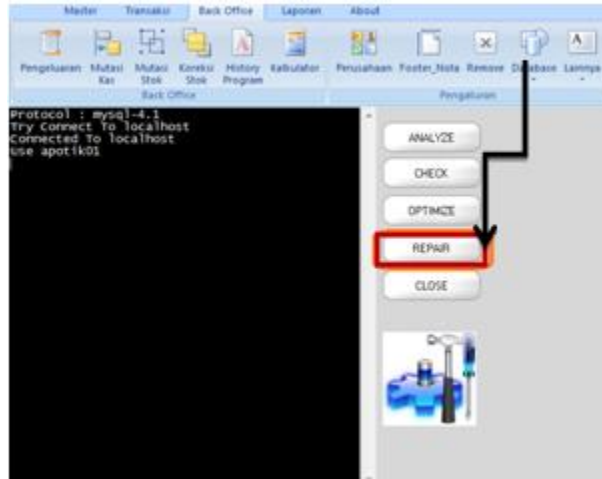 Master Transaksi Back Office Laporan About
Pengeluaran Mutasi Kas Mutasi Stok Koreksi Stok History Program Kalkulator Perusahaan Footer_Nota Remove Database Lainnya
Back Office Pengaturan
Protocol : mysql-4.1
Try Connect To localhost
Connected To localhost
use apotik01
ANALYZE
CHECK
OPTIMIZE
REPAIR
CLOSE